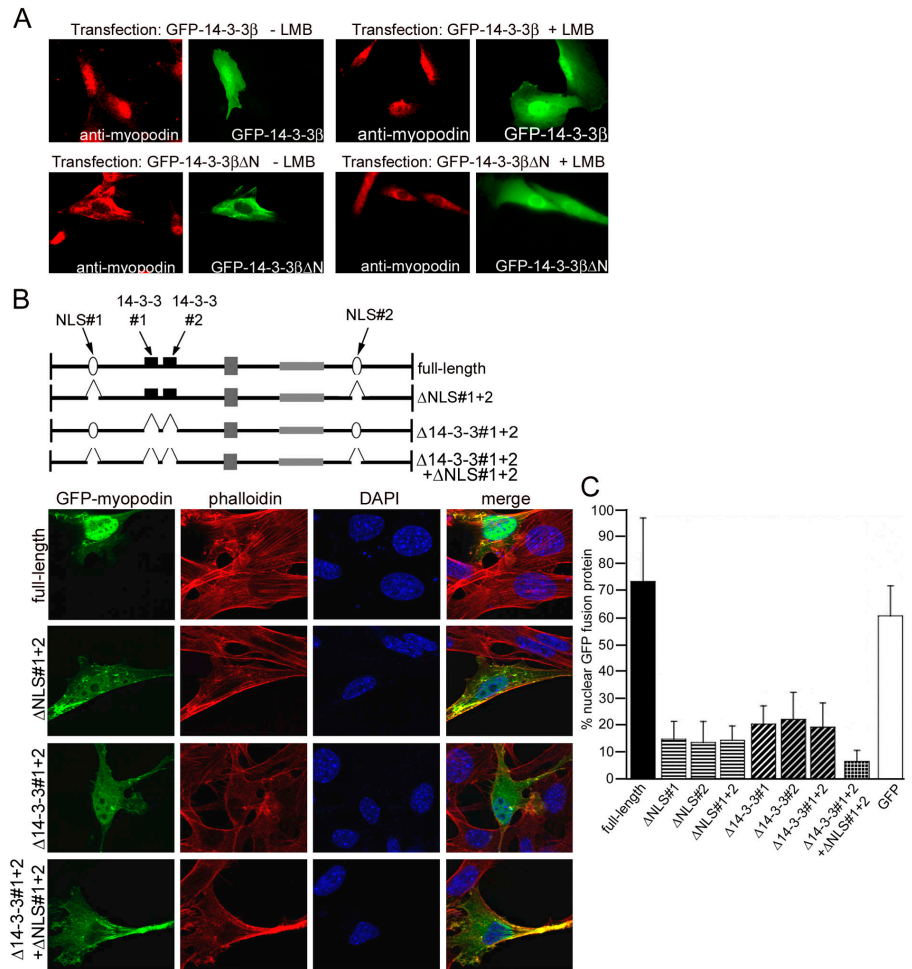 A
Transfection: GFP-14-3-3β - LMB
Transfection: GFP-14-3-3β + LMB
anti-myopodin
GFP-14-3-3β
anti-myopodin
GFP-14-3-3β
Transfection: GFP-14-3-3βΔN - LMB
Transfection: GFP-14-3-3βΔN + LMB
anti-myopodin
GFP-14-3-3βΔN
anti-myopodin
GFP-14-3-3βΔN
B
NLS#1
14-3-3
#1
14-3-3
#2
NLS#2
full-length
ΔNLS#1+2
Δ14-3-3#1+2
Δ14-3-3#1+2
+ΔNLS#1+2
GFP-myopodin
phalloidin
DAPI
merge
full-length
ΔNLS#1+2
Δ14-3-3#1+2
Δ14-3-3#1+2
+ΔNLS#1+2
C
% nuclear GFP fusion protein
100
90
80
70
60
50
40
30
20
10
0
full-length
ΔNLS#1
ΔNLS#2
ΔNLS#1+2
Δ14-3-3#1
Δ14-3-3#2
Δ14-3-3#1+2
Δ14-3-3#1+2
+ΔNLS#1+2
GFP